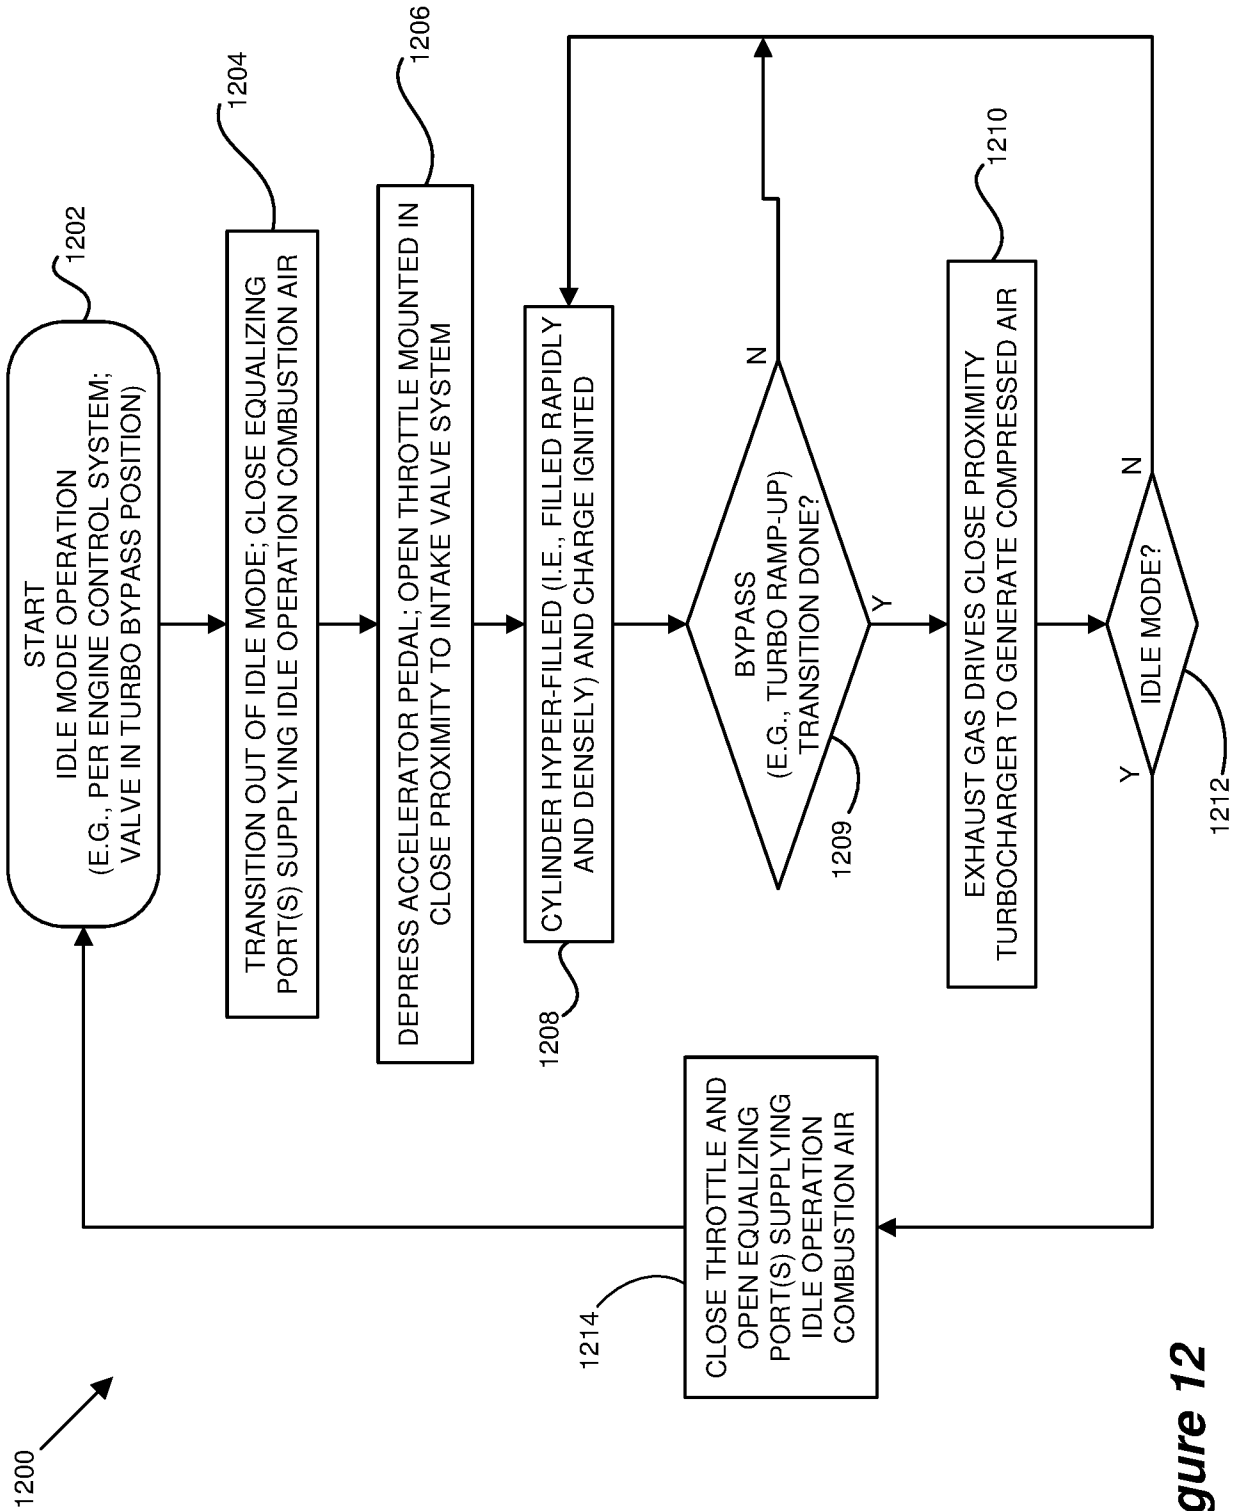 1200
START
IDLE MODE OPERATION
(E.G., PER ENGINE CONTROL SYSTEM;
VALVE IN TURBO BYPASS POSITION)
1202
TRANSITION OUT OF IDLE MODE; CLOSE EQUALIZING
PORT(S) SUPPLYING IDLE OPERATION COMBUSTION AIR
1204
DEPRESS ACCELERATOR PEDAL; OPEN THROTTLE MOUNTED IN
CLOSE PROXIMITY TO INTAKE VALVE SYSTEM
1206
CYLINDER HYPER-FILLED (I.E., FILLED RAPIDLY
AND DENSELY) AND CHARGE IGNITED
1208
BYPASS
(E.G., TURBO RAMP-UP)
TRANSITION DONE?
N
Y
1209
EXHAUST GAS DRIVES CLOSE PROXIMITY
TURBOCHARGER TO GENERATE COMPRESSED AIR
1210
IDLE MODE?
Y
N
1212
CLOSE THROTTLE AND
OPEN EQUALIZING
PORT(S) SUPPLYING
IDLE OPERATION
COMBUSTION AIR
1214
gure 12